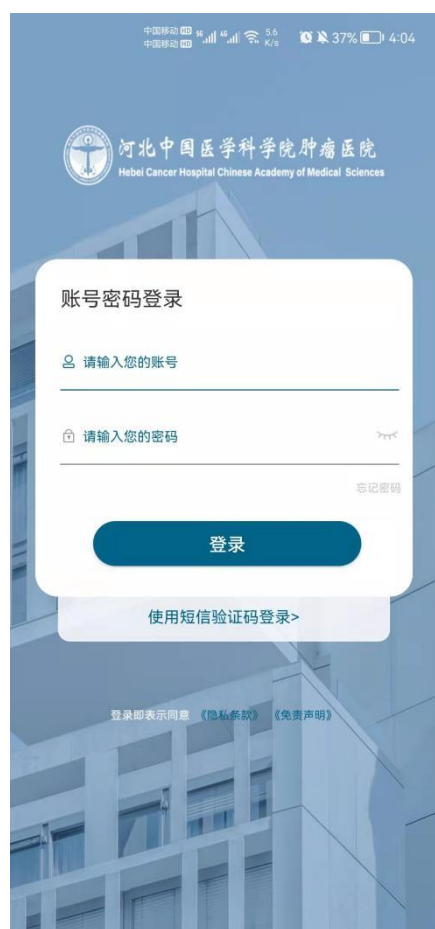 中国移动 HD 5G 4G 5.6 37% 4:04
中国移动 HD K/s
河北中国医学科学院肿瘤医院
Hebei Cancer Hospital Chinese Academy of Medical Sciences
账号密码登录
请输入您的账号
请输入您的密码
忘记密码
登录
使用短信验证码登录>
登录即表示同意 《隐私条款》 《免责声明》